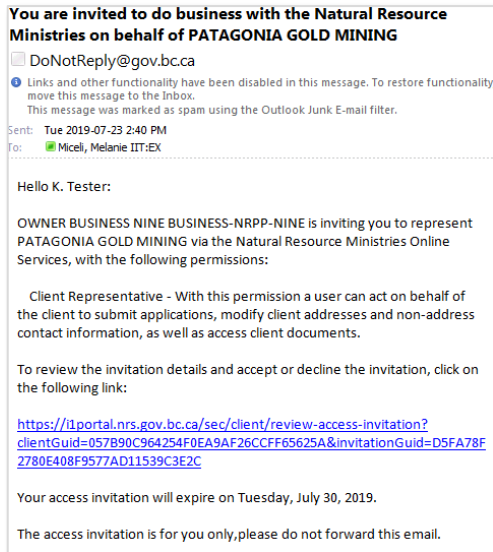 You are invited to do business with the Natural Resource
Ministries on behalf of PATAGONIA GOLD MINING
DoNotReply@gov.bc.ca
Links and other functionality have been disabled in this message. To restore functionality
move this message to the Inbox.
This message was marked as spam using the Outlook Junk E-mail filter.
Sent: Tue 2019-07-23 2:40 PM
To: Miceli, Melanie IIT:EX
Hello K. Tester:
OWNER BUSINESS NINE BUSINESS-NRPP-NINE is inviting you to represent
PATAGONIA GOLD MINING via the Natural Resource Ministries Online
Services, with the following permissions:
Client Representative - With this permission a user can act on behalf of
the client to submit applications, modify client addresses and non-address
contact information, as well as access client documents.
To review the invitation details and accept or decline the invitation, click on
the following link:
https://i1portal.nrs.gov.bc.ca/sec/client/review-access-invitation?
clientGuid=057B90C964254F0EA9AF26CCFF65625A&invitationGuid=D5FA78F
2780E408F9577AD11539C3E2C
Your access invitation will expire on Tuesday, July 30, 2019.
The access invitation is for you only,please do not forward this email.